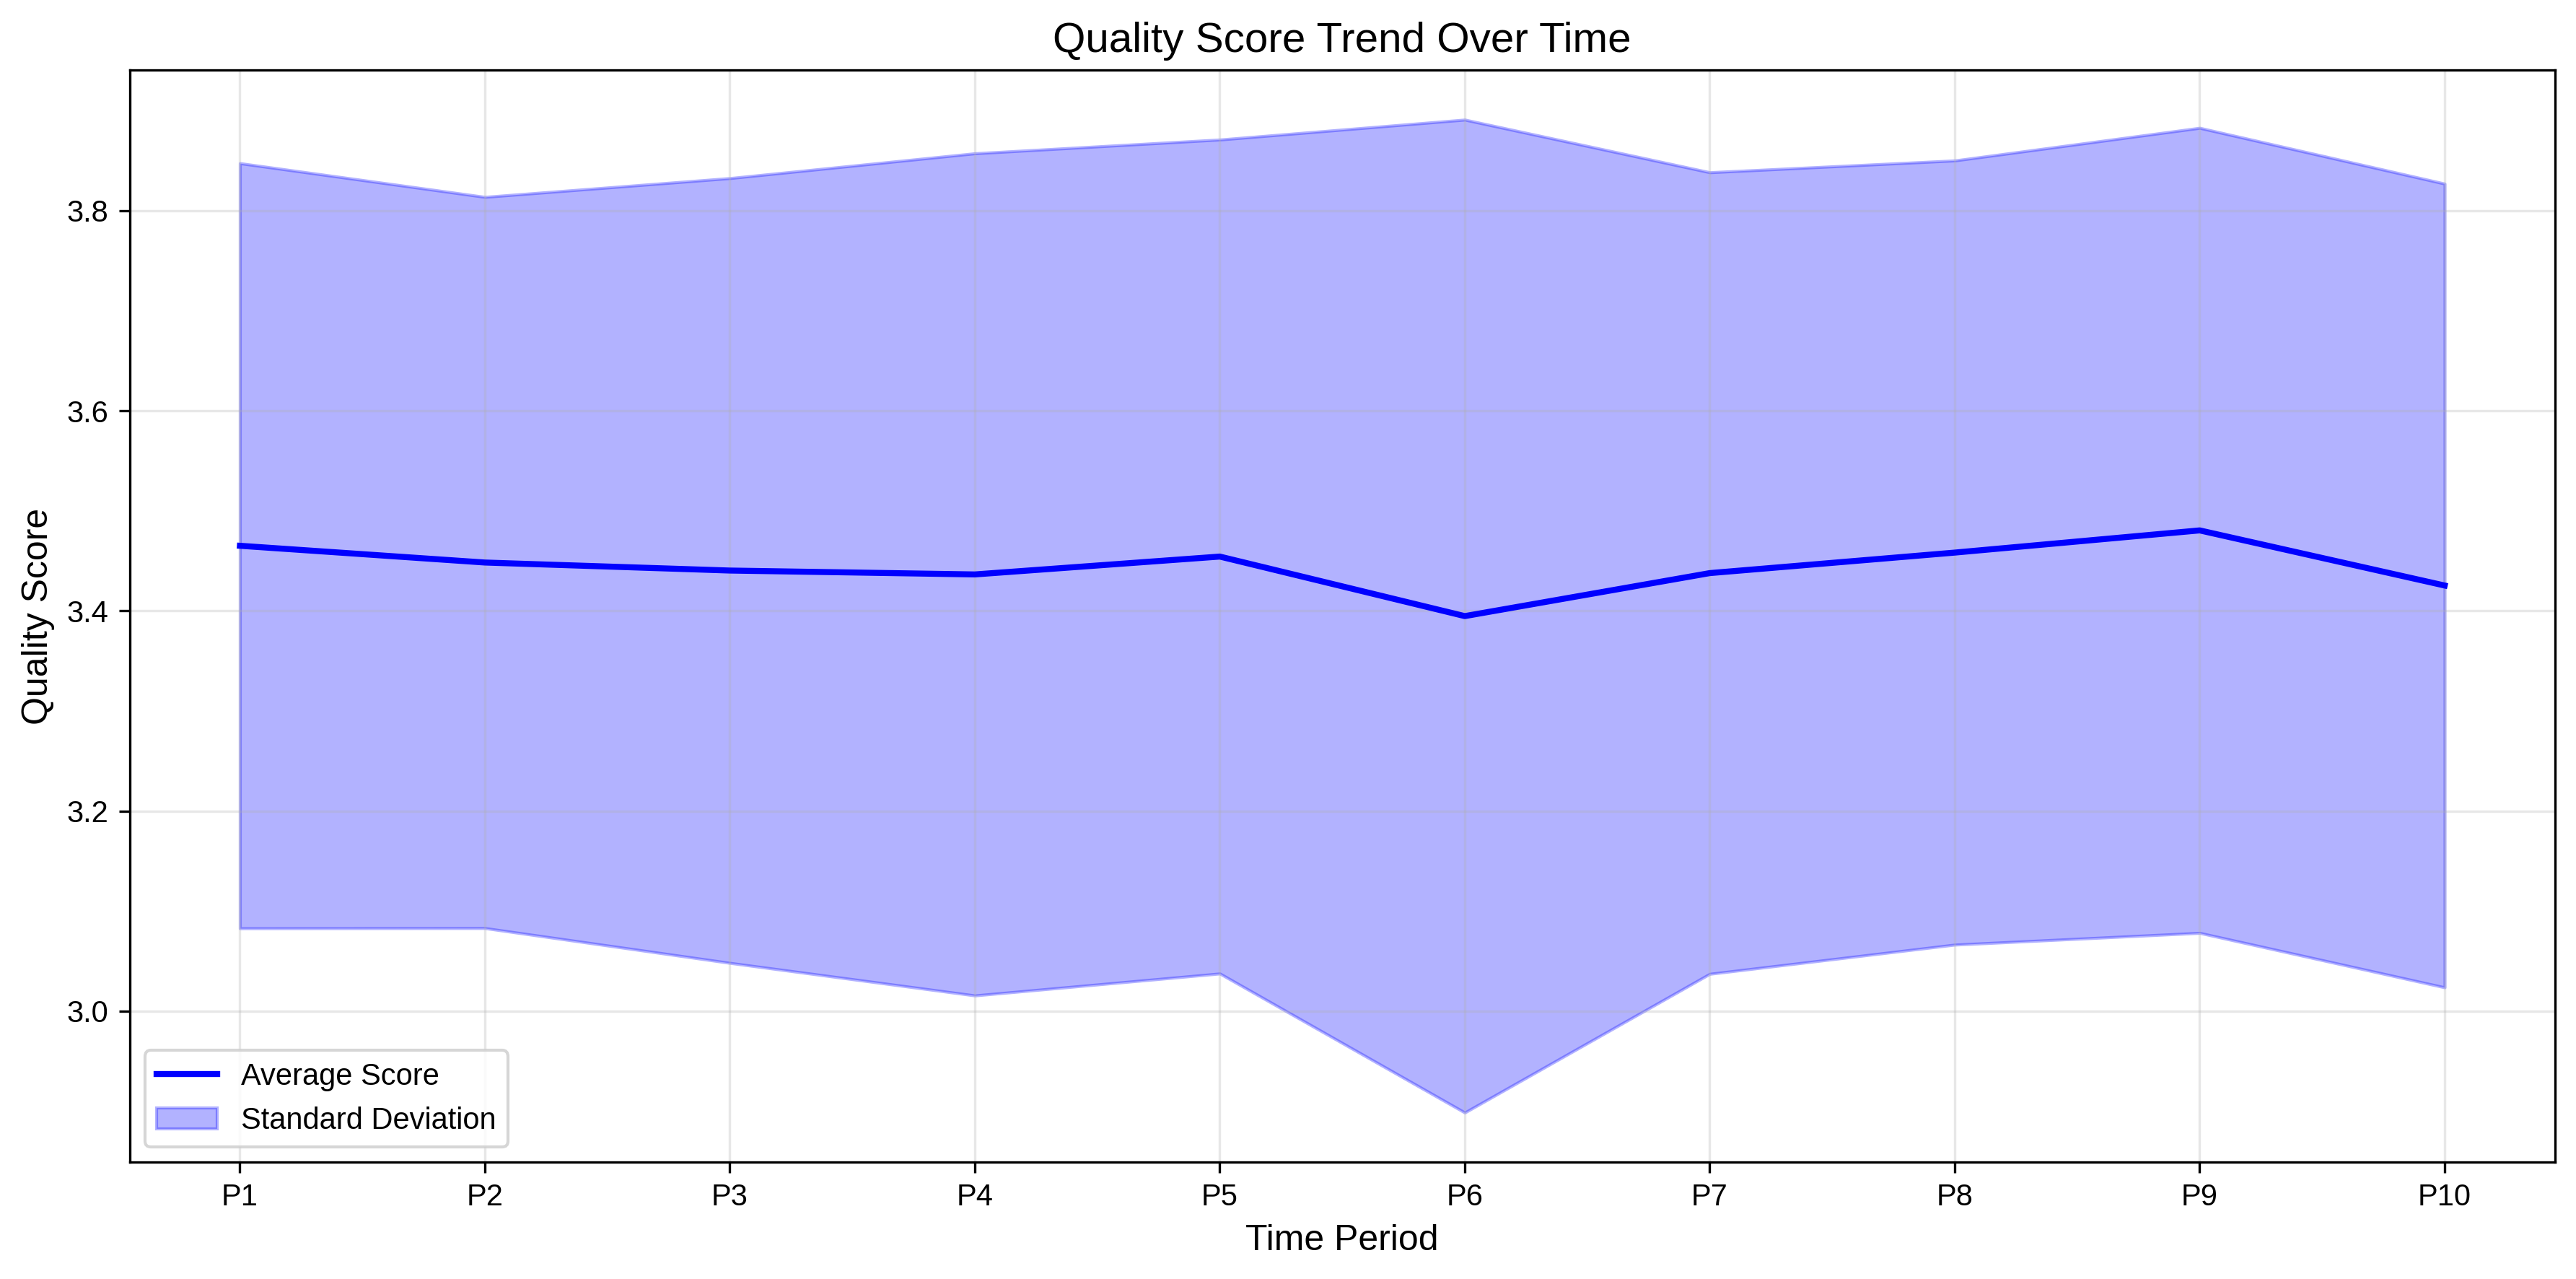 Quality Score Trend Over Time
Quality Score
3.8
3.6
3.4
3.2
3.0
Average Score
Standard Deviation
P1 P2 P3 P4 P5 P6 P7 P8 P9 P10
Time Period